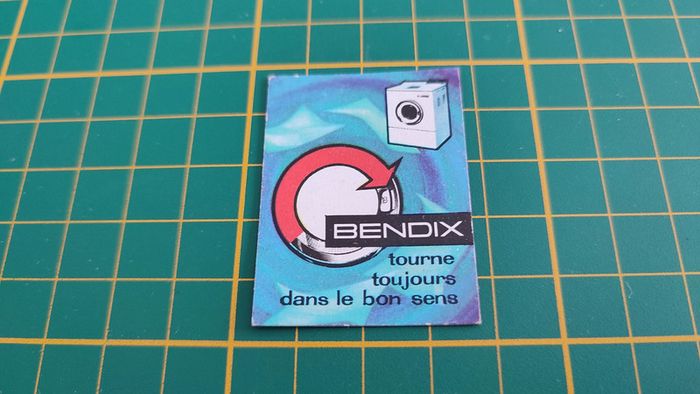 BENDIX
tourne
toujours
dans le bon sens